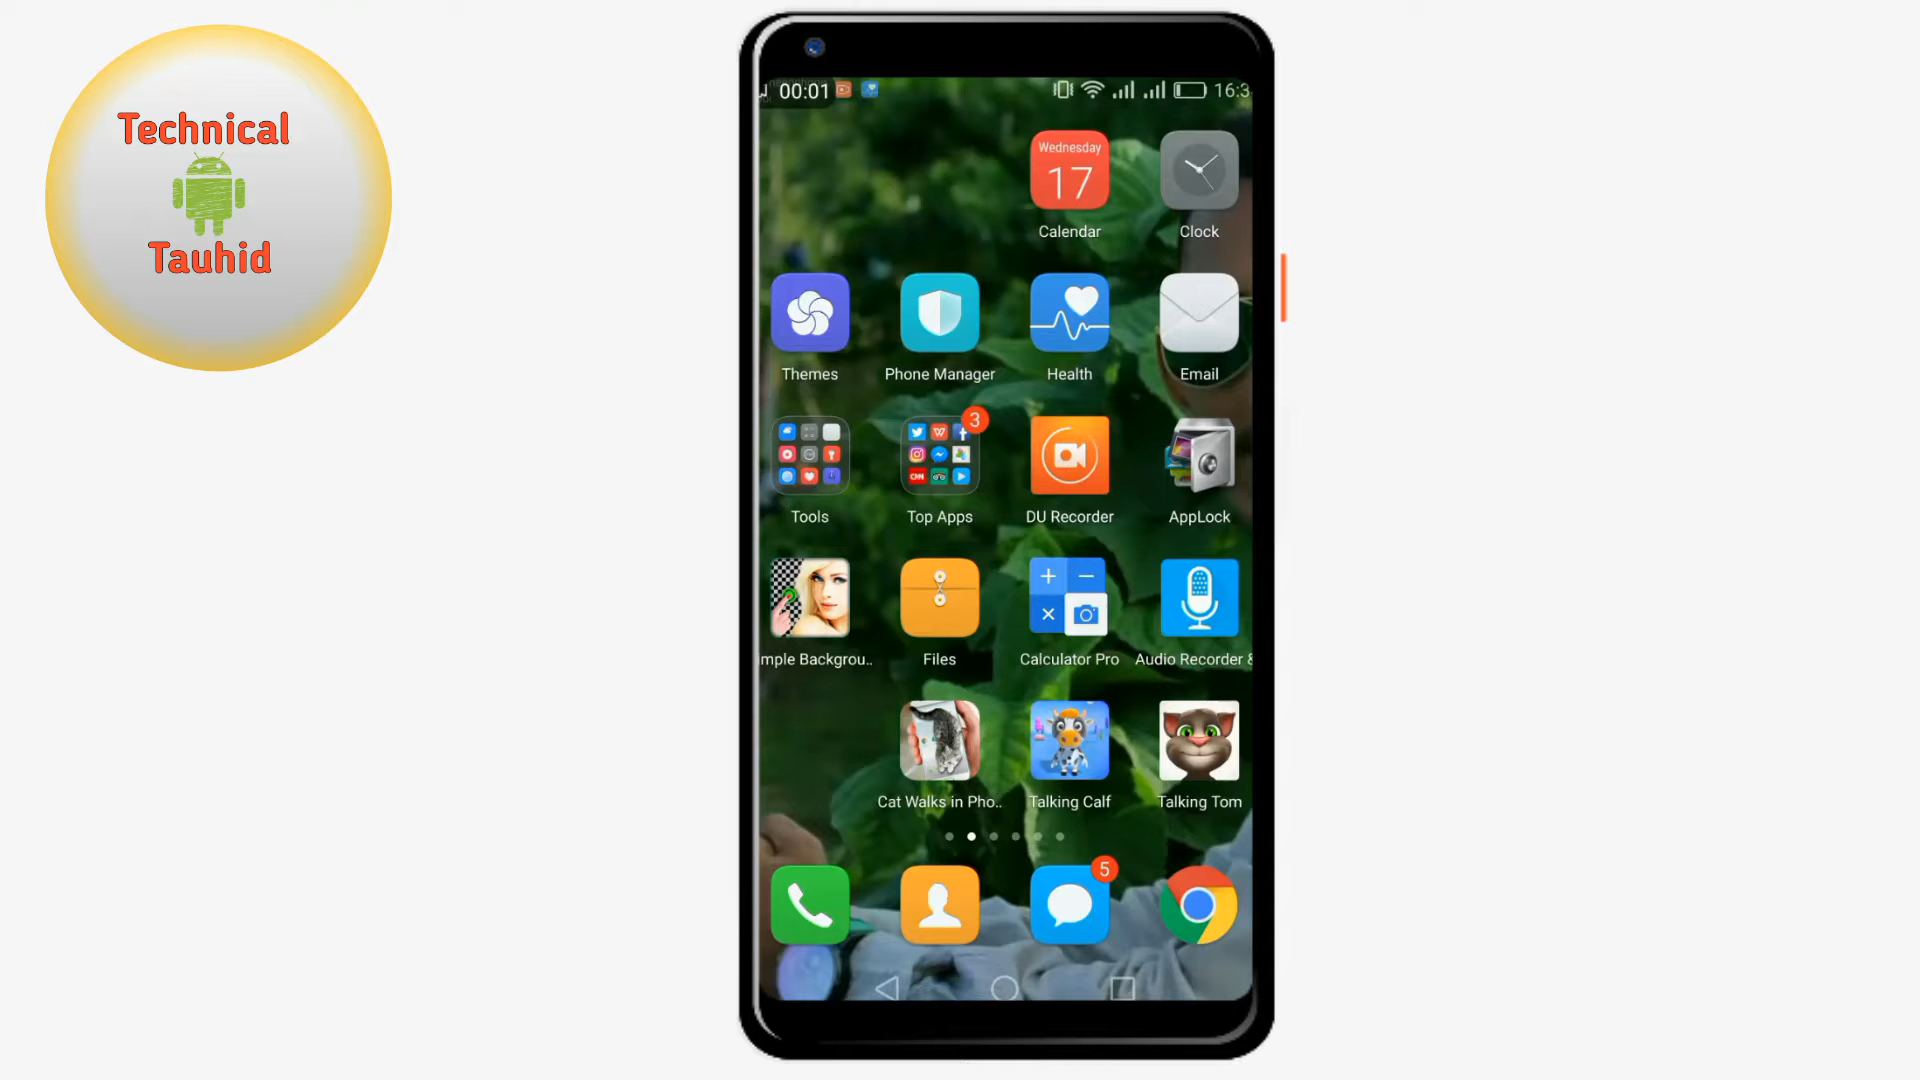 Technical
Tauhid
00:01
16:3
Wednesday
17
Calendar
Clock
Themes
Phone Manager
Health
Email
3
Tools
Top Apps
DU Recorder
AppLock
imple Backgrou..
Files
Calculator Pro
Audio Recorder &
Cat Walks in Pho..
Talking Calf
Talking Tom
5